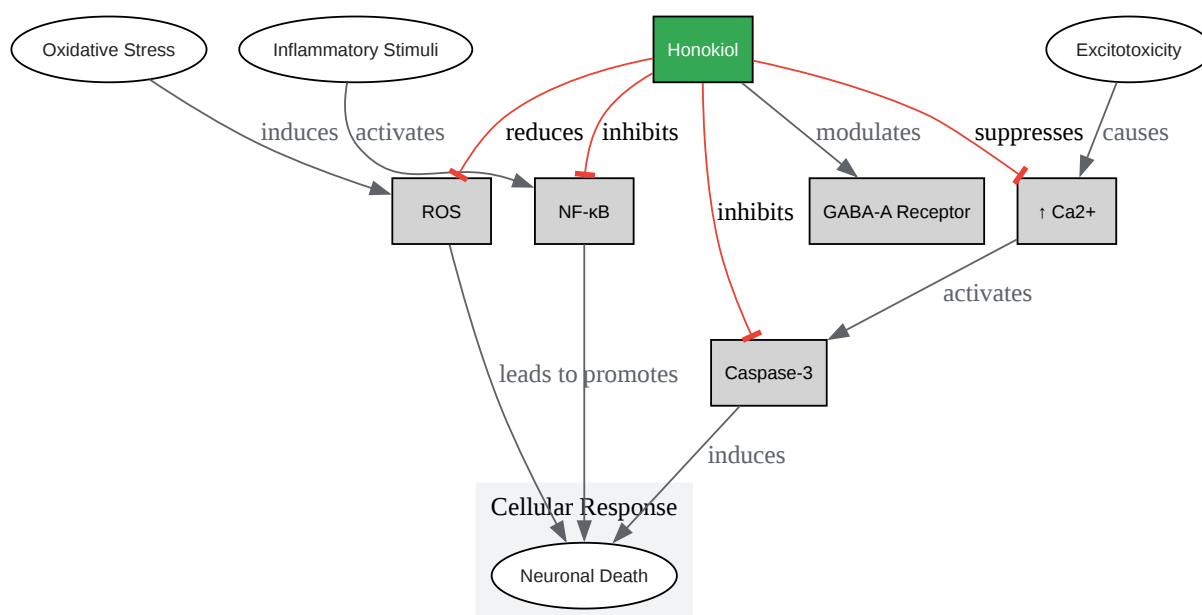 Oxidative Stress
Inflammatory Stimuli
Honokiol
Excitotoxicity
induces
activates
reduces
inhibits
modulates
suppresses
causes
ROS
NF-κB
inhibits
GABA-A Receptor
↑ Ca2+
activates
leads to
promotes
Caspase-3
induces
Cellular Response
Neuronal Death